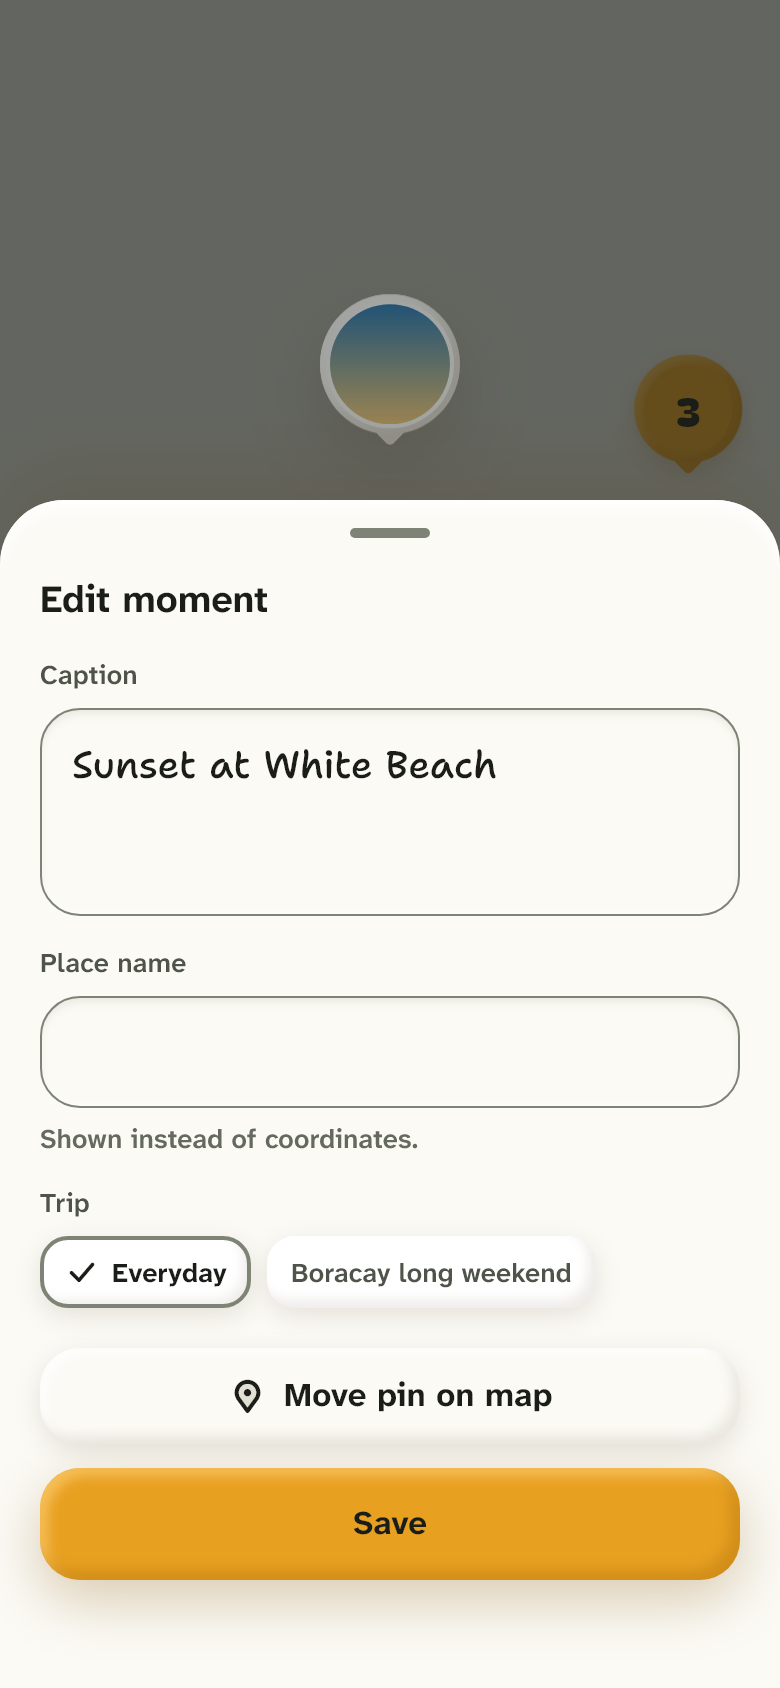 3
Edit moment
Caption
Sunset at White Beach
Place name
Shown instead of coordinates.
Trip
Everyday
Boracay long weekend
Move pin on map
Save